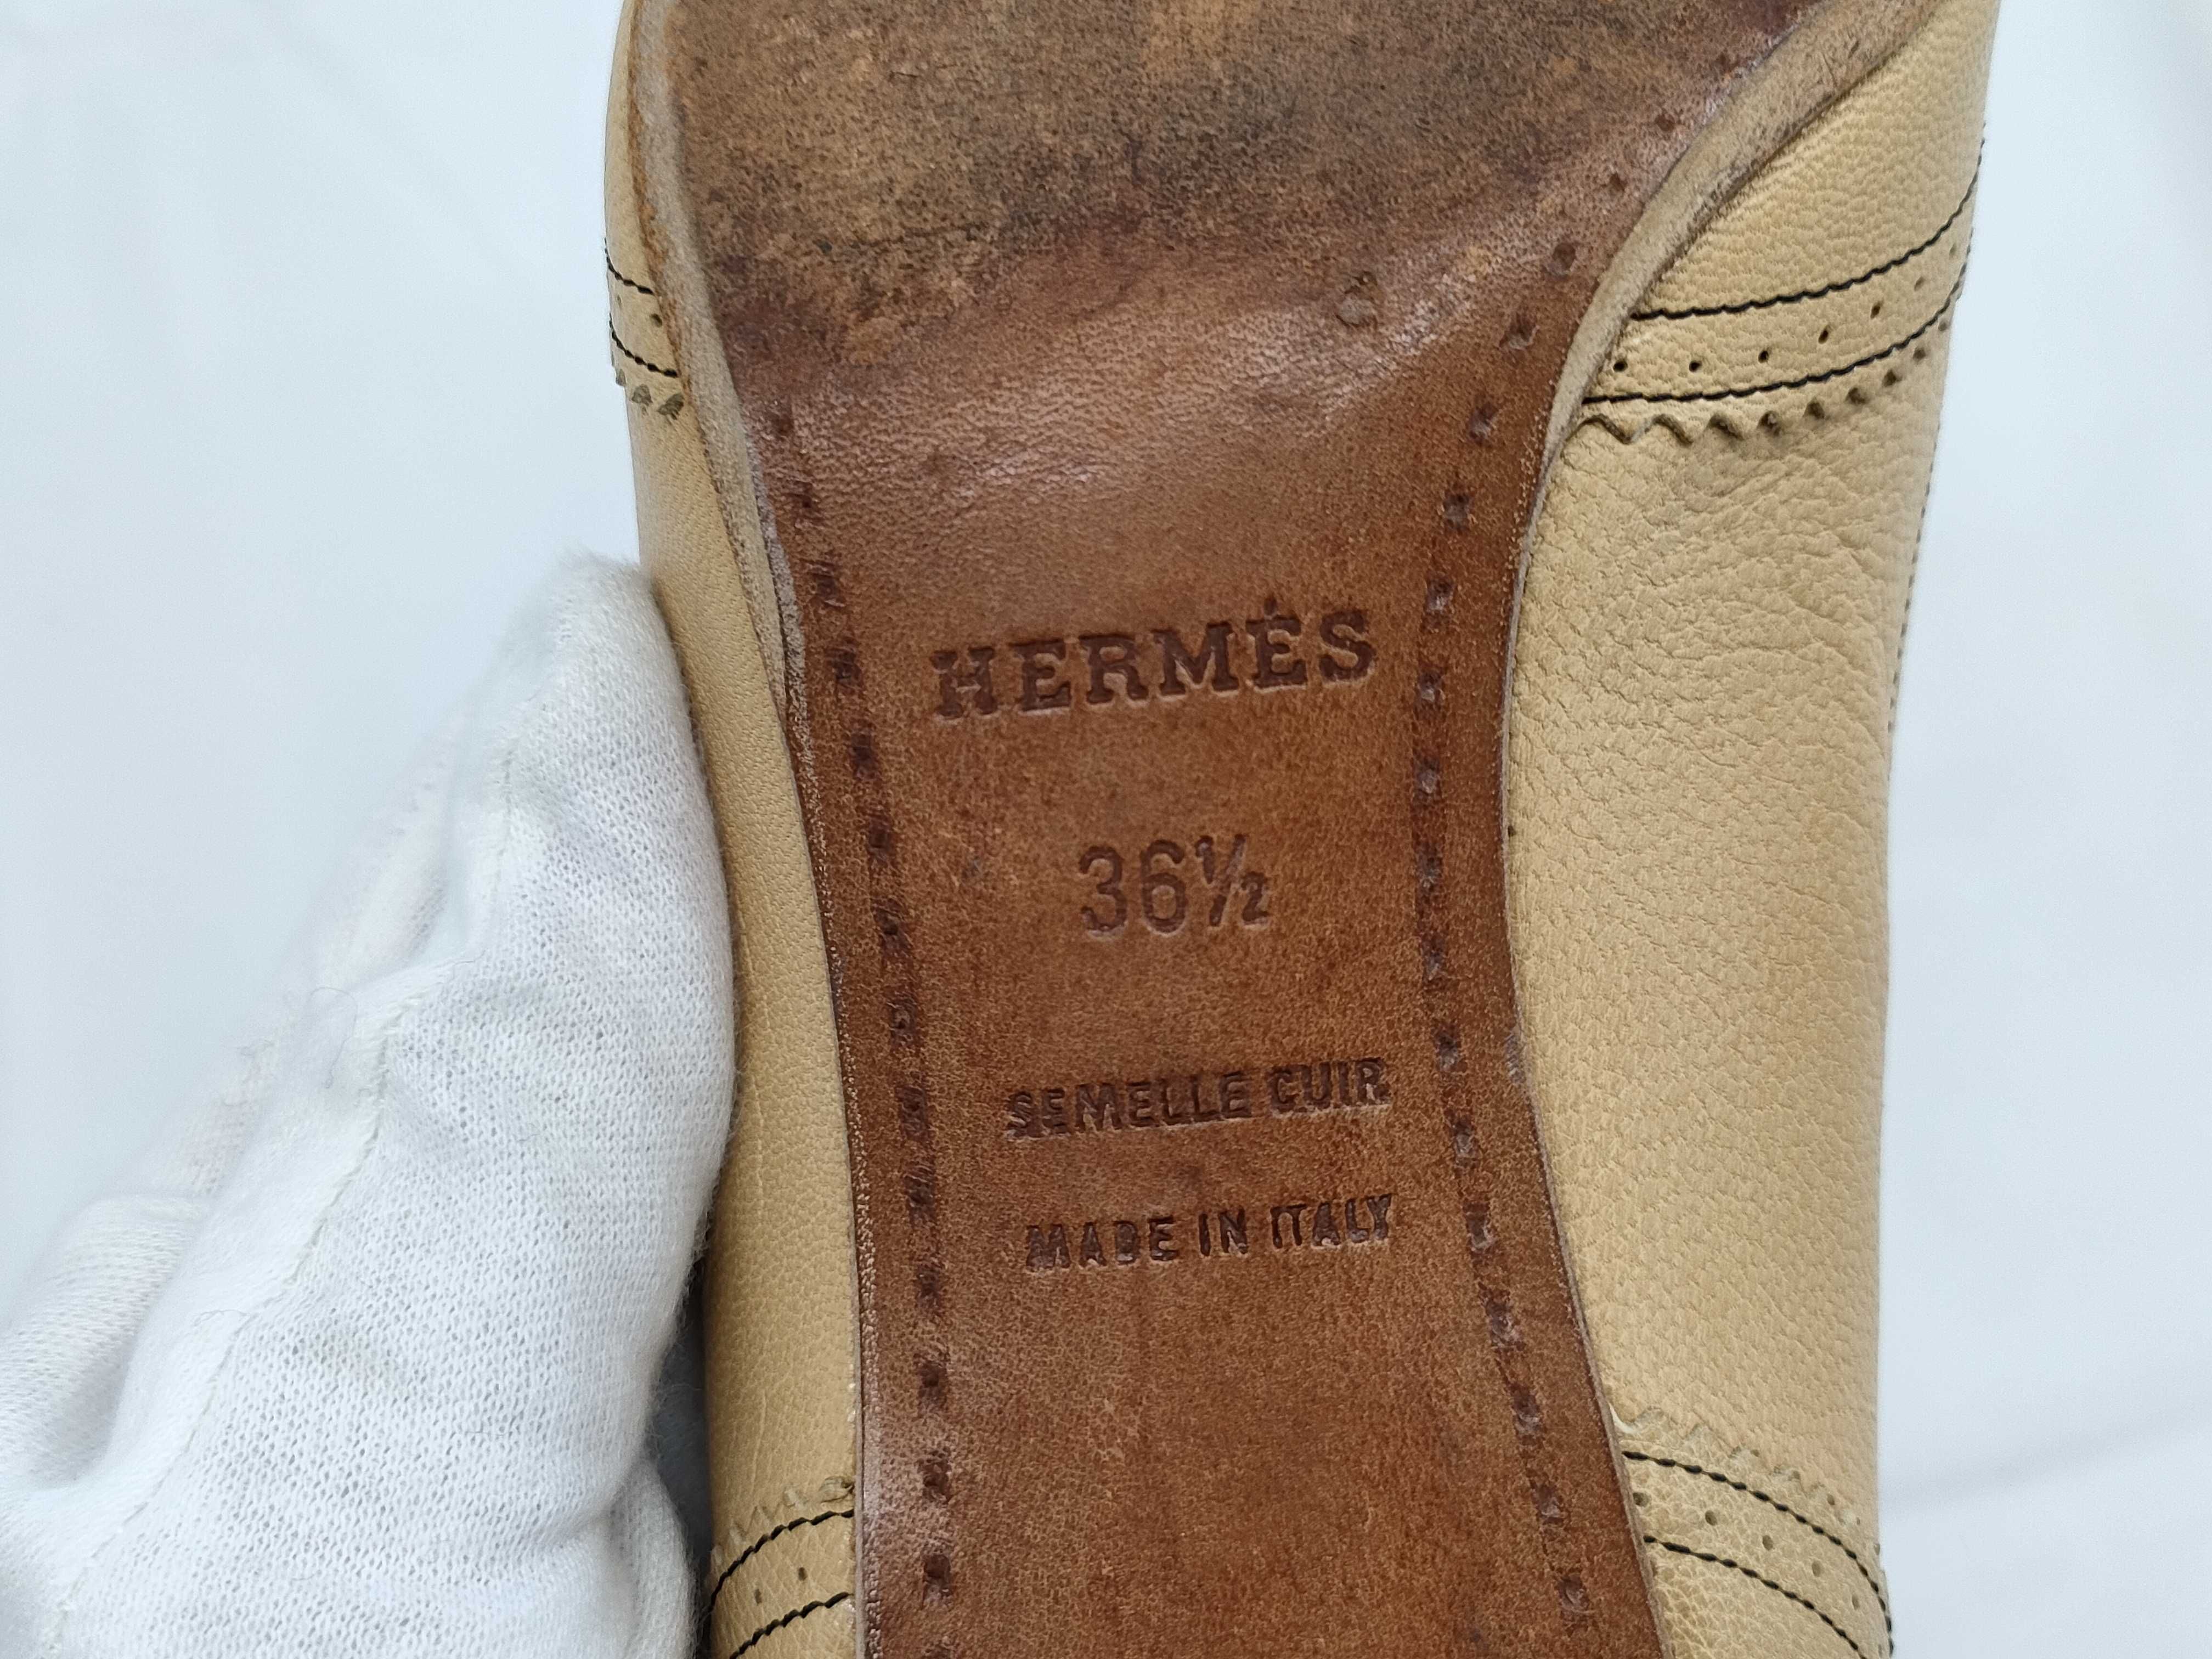 HERMÈS
36½
SEMELLE CUIR
MADE IN ITALY